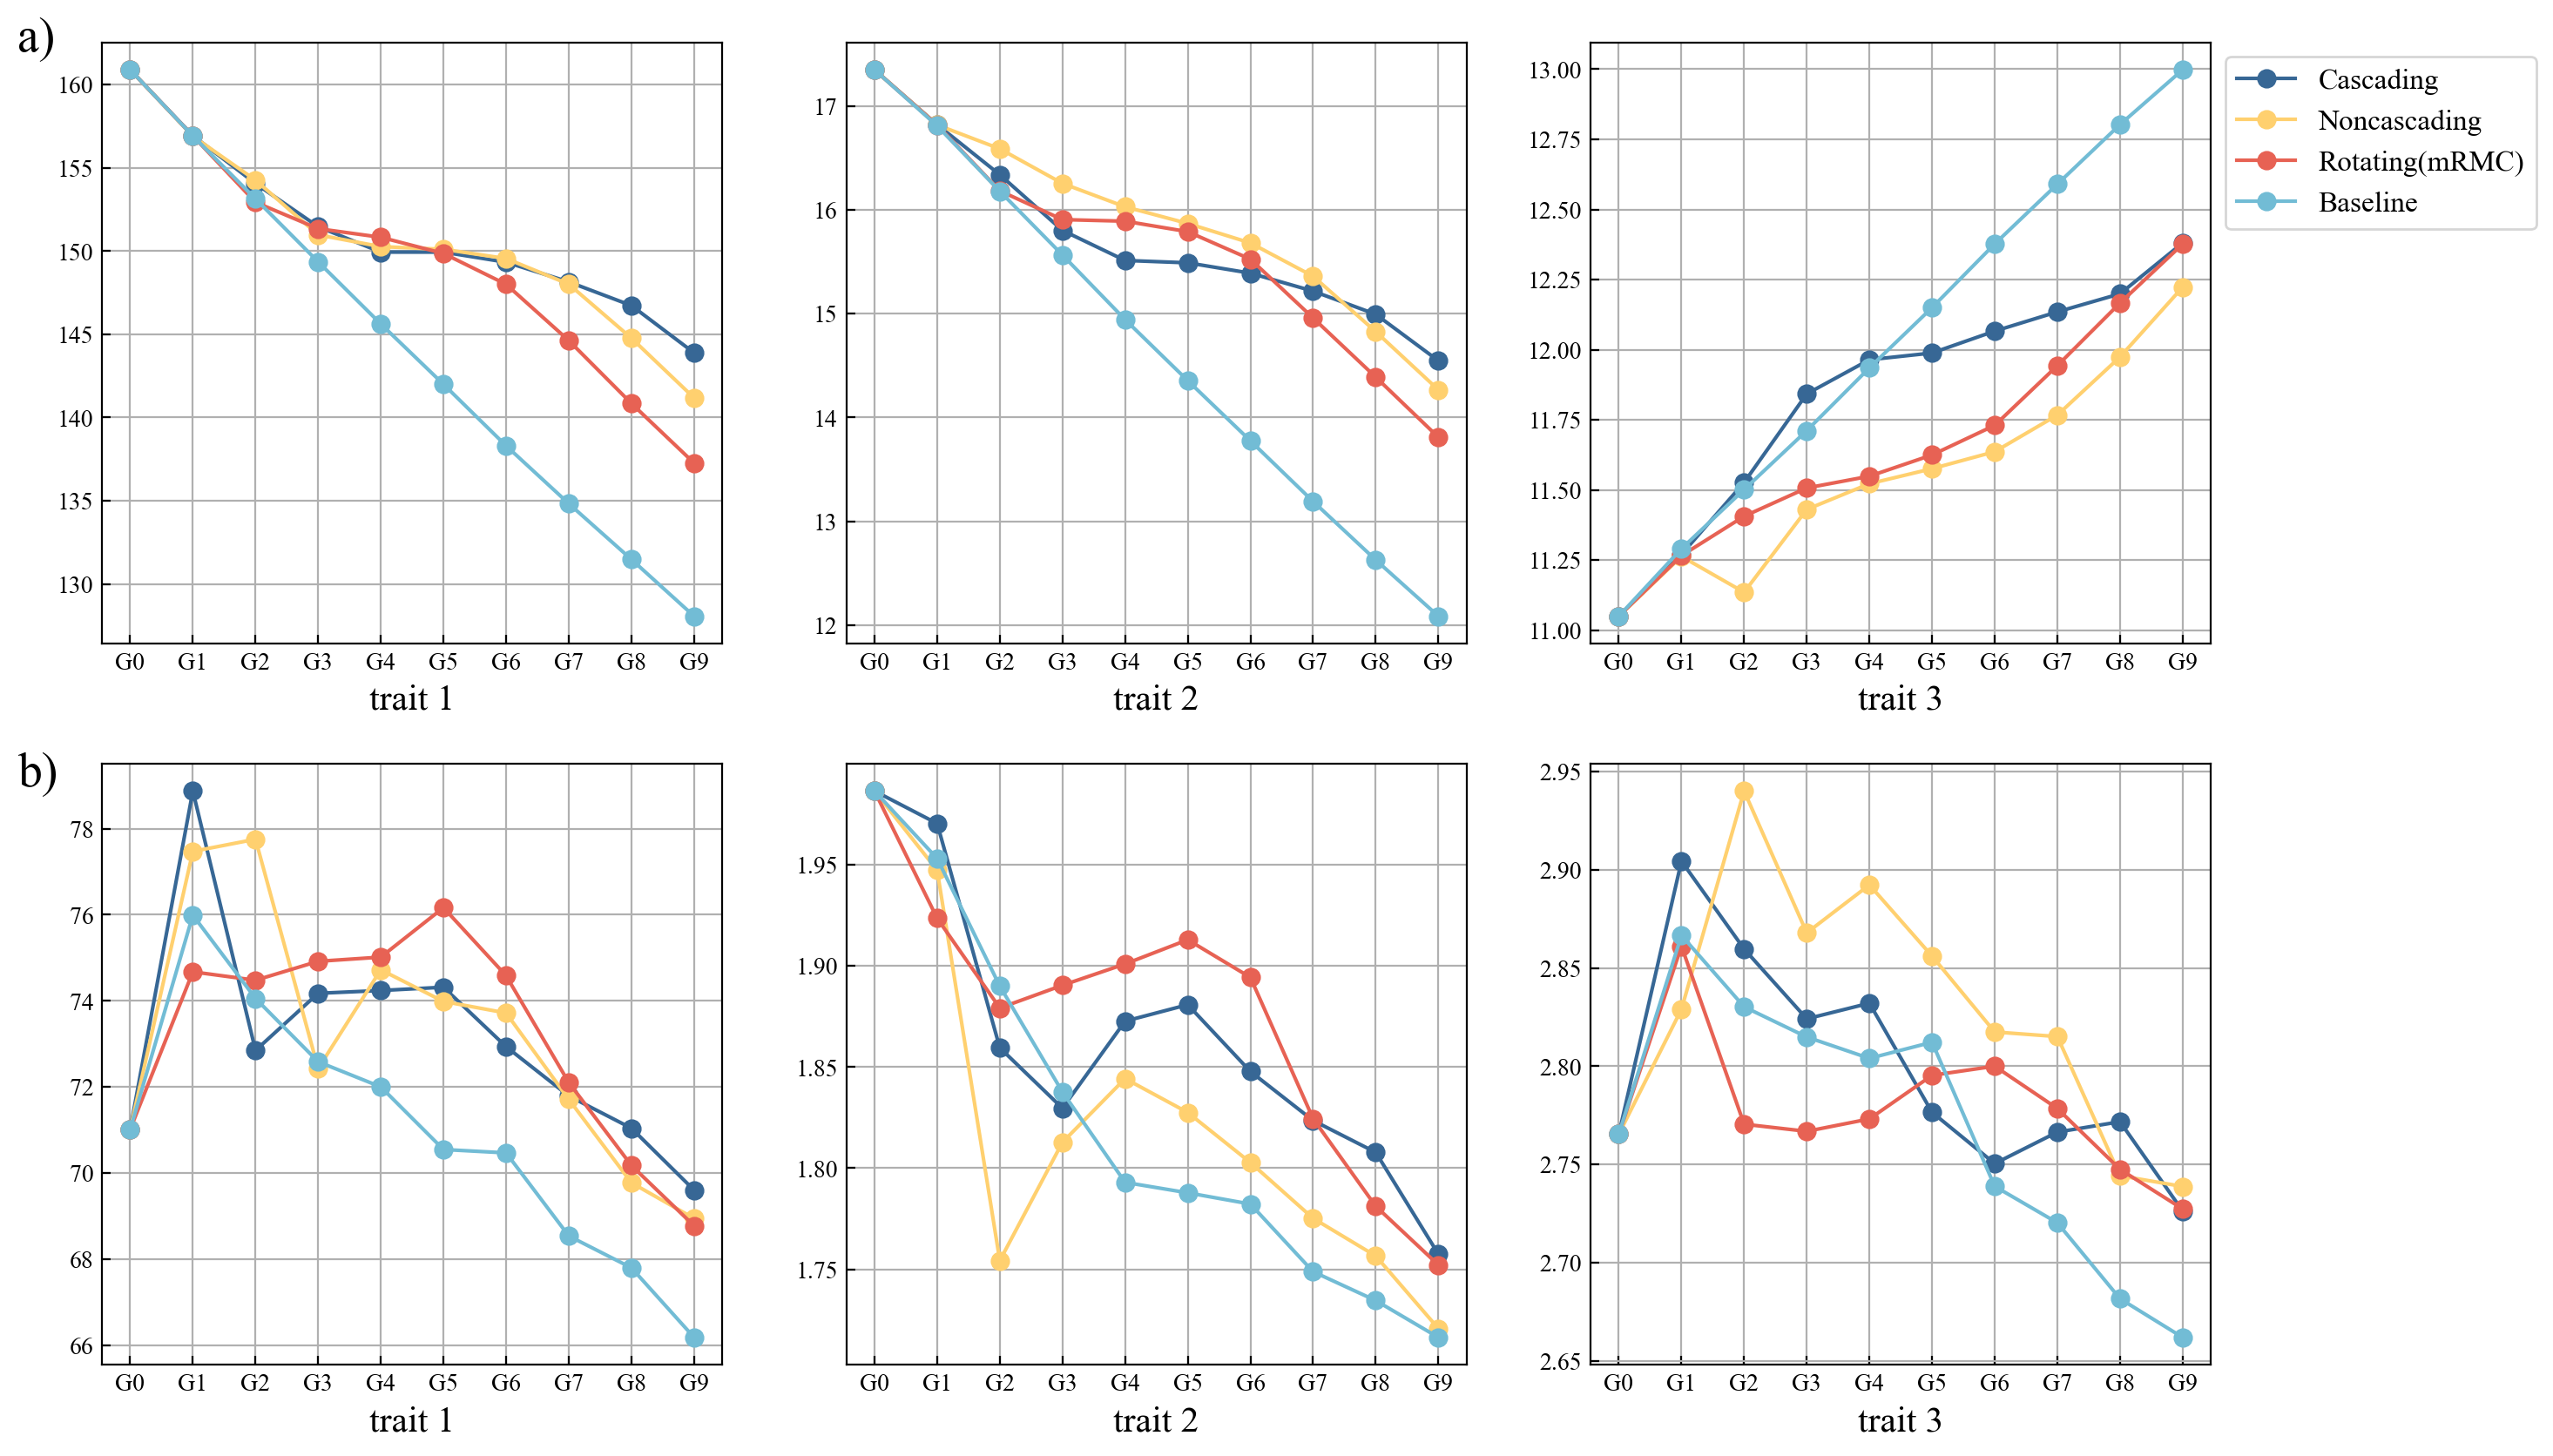 a)
160
155
150
145
140
135
130
G0 G1 G2 G3 G4 G5 G6 G7 G8 G9
trait 1
17
16
15
14
13
12
G0 G1 G2 G3 G4 G5 G6 G7 G8 G9
trait 2
13.00
12.75
12.50
12.25
12.00
11.75
11.50
11.25
11.00
G0 G1 G2 G3 G4 G5 G6 G7 G8 G9
trait 3
Cascading
Noncascading
Rotating(mRMC)
Baseline
b)
78
76
74
72
70
68
66
G0 G1 G2 G3 G4 G5 G6 G7 G8 G9
trait 1
1.95
1.90
1.85
1.80
1.75
G0 G1 G2 G3 G4 G5 G6 G7 G8 G9
trait 2
2.95
2.90
2.85
2.80
2.75
2.70
2.65
G0 G1 G2 G3 G4 G5 G6 G7 G8 G9
trait 3